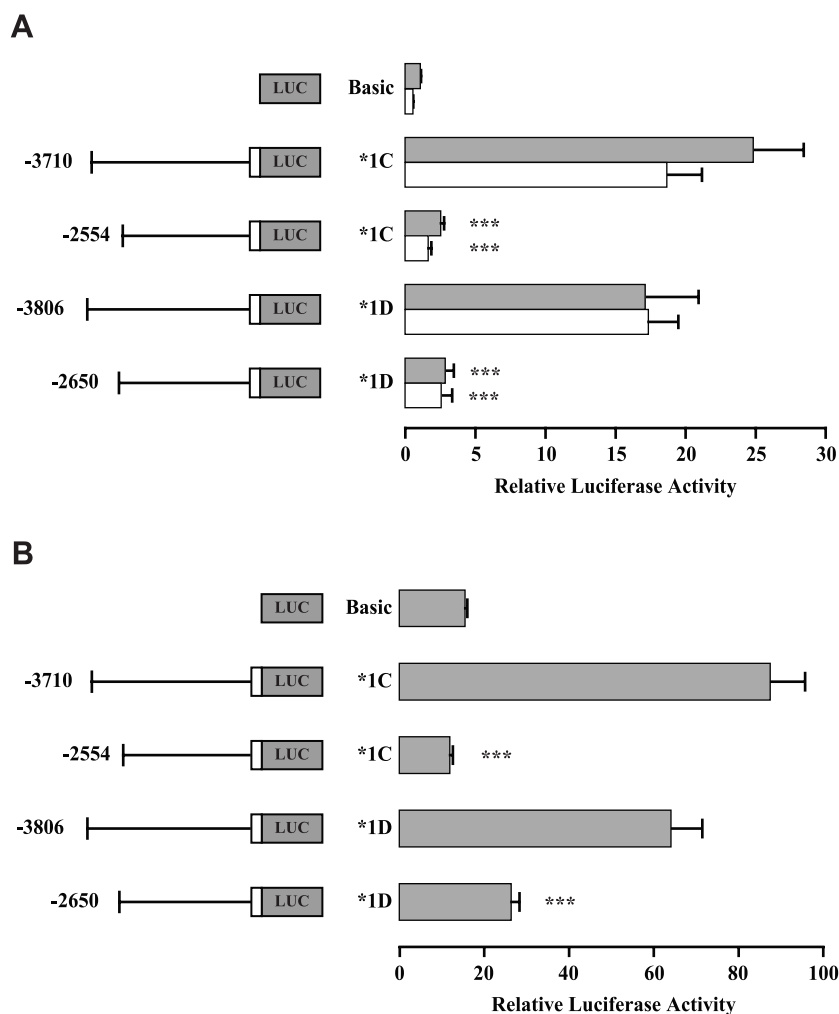 A
LUC Basic
-3710 LUC *1C
-2554 LUC *1C ***
***
-3806 LUC *1D
-2650 LUC *1D ***
***
0 5 10 15 20 25 30
Relative Luciferase Activity
B
LUC Basic
-3710 LUC *1C
-2554 LUC *1C ***
-3806 LUC *1D
-2650 LUC *1D ***
0 20 40 60 80 100
Relative Luciferase Activity